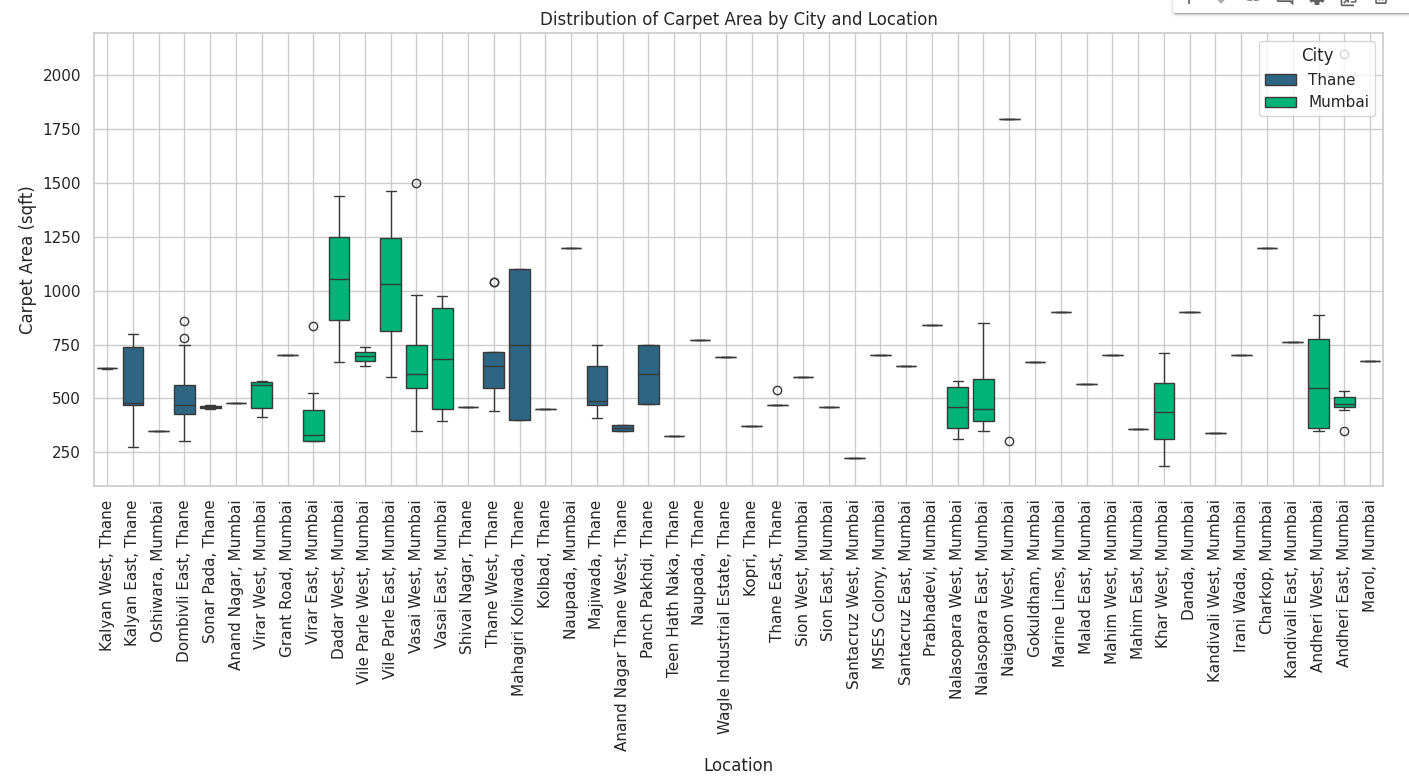 Distribution of Carpet Area by City and Location
City
Thane
Mumbai
Carpet Area (sqft)
2000
1750
1500
1250
1000
750
500
250
Kalyan West, Thane
Kalyan East, Thane
Oshiwara, Mumbai
Dombivli East, Thane
Sonar Pada, Thane
Anand Nagar, Mumbai
Virar West, Mumbai
Grant Road, Mumbai
Virar East, Mumbai
Dadar West, Mumbai
Vile Parle West, Mumbai
Vile Parle East, Mumbai
Vasai West, Mumbai
Vasai East, Mumbai
Shivai Nagar, Thane
Thane West, Thane
Mahagiri Koliwada, Thane
Kolbad, Thane
Naupada, Mumbai
Majiwada, Thane
Anand Nagar Thane West, Thane
Panch Pakhdi, Thane
Teen Hath Naka, Thane
Naupada, Thane
Wagle Industrial Estate, Thane
Kopri, Thane
Thane East, Thane
Sion West, Mumbai
Sion East, Mumbai
Santacruz West, Mumbai
MSES Colony, Mumbai
Santacruz East, Mumbai
Prabhadevi, Mumbai
Nalasopara West, Mumbai
Nalasopara East, Mumbai
Naigaon West, Mumbai
Gokuldham, Mumbai
Marine Lines, Mumbai
Malad East, Mumbai
Mahim West, Mumbai
Mahim East, Mumbai
Khar West, Mumbai
Danda, Mumbai
Kandivali West, Mumbai
Irani Wada, Mumbai
Charkop, Mumbai
Kandivali East, Mumbai
Andheri West, Mumbai
Andheri East, Mumbai
Marol, Mumbai
Location